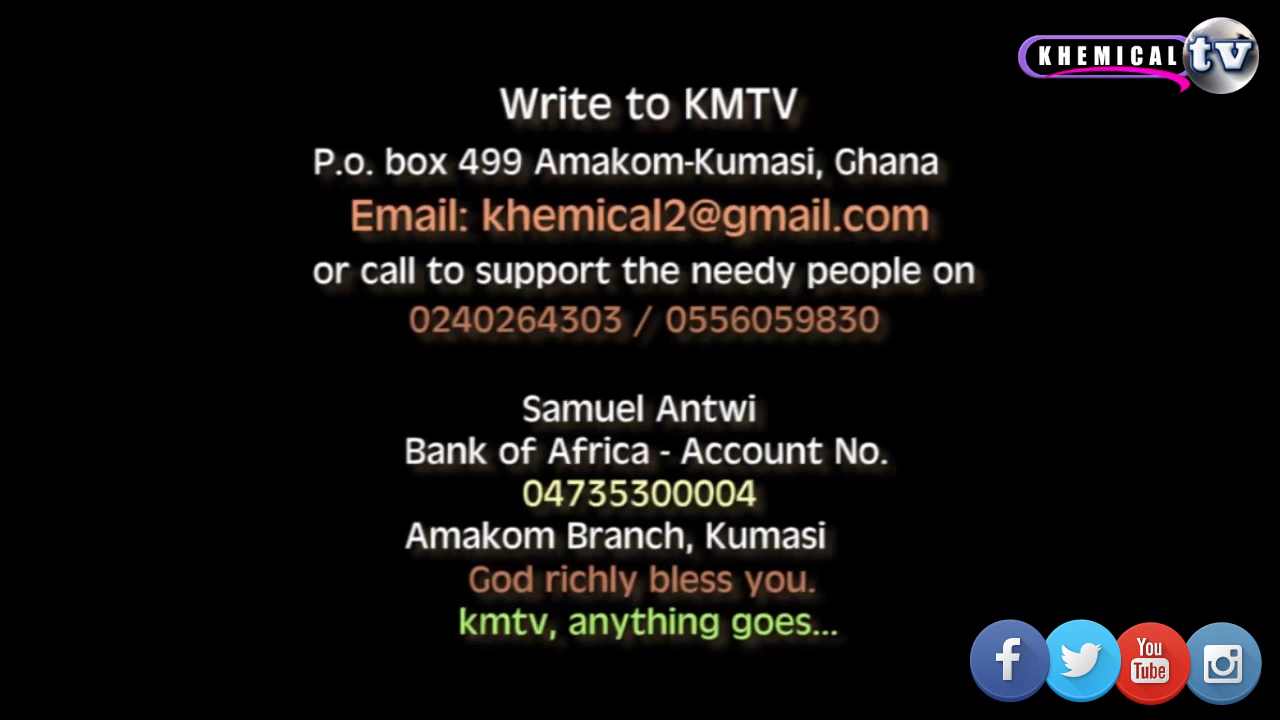 KHEMICAL tv
Write to KMTV
P.o. box 499 Amakom-Kumasi, Ghana
Email: khemical2@gmail.com
or call to support the needy people on
0240264303 / 0556059830
Samuel Antwi
Bank of Africa - Account No.
04735300004
Amakom Branch, Kumasi
God richly bless you.
kmtv, anything goes...
f
You
Tube